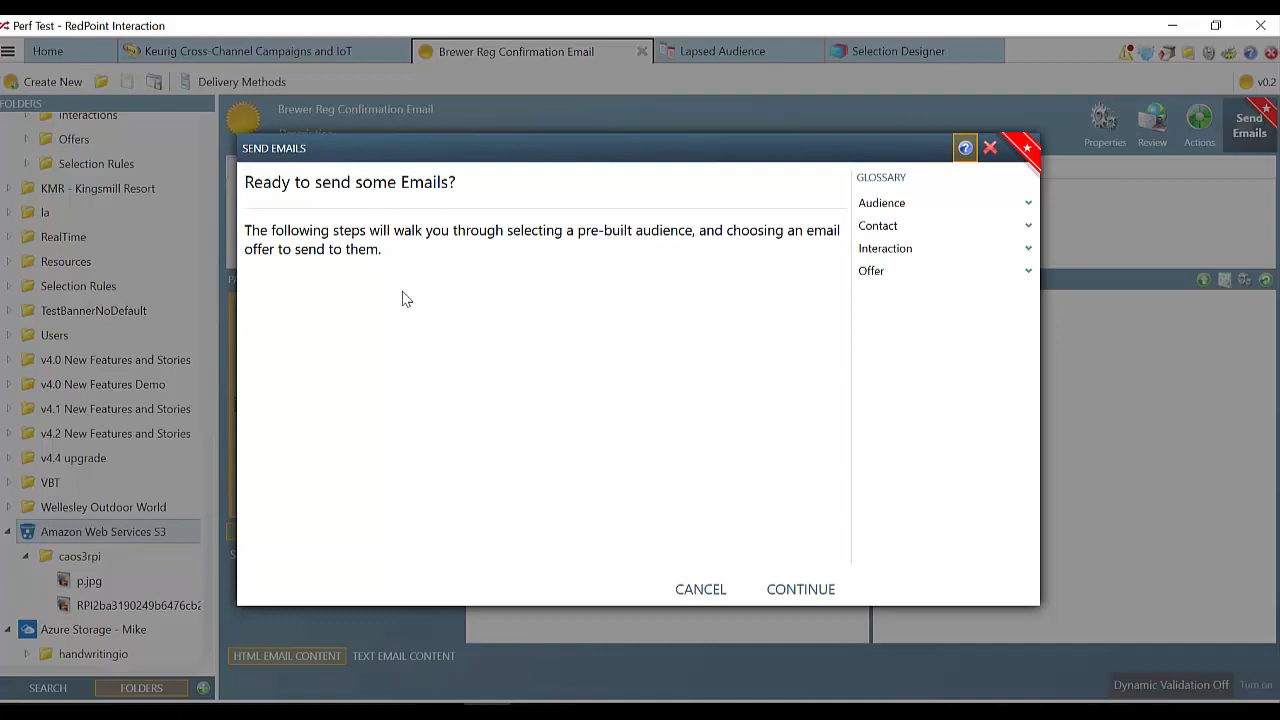 Perf Test - RedPoint Interaction
Home
Keurig Cross-Channel Campaigns and IoT
Brewer Reg Confirmation Email
Lapsed Audience
Selection Designer
Create New
Delivery Methods
v0.2
FOLDERS
Interactions
Offers
Selection Rules
KMR - Kingsmill Resort
la
RealTime
Resources
Selection Rules
TestBannerNoDefault
Users
v4.0 New Features and Stories
v4.0 New Features Demo
v4.1 New Features and Stories
v4.2 New Features and Stories
v4.4 upgrade
VBT
Wellesley Outdoor World
Amazon Web Services S3
caos3rpi
p.jpg
RPI2ba3190249b6476cb2
Azure Storage - Mike
handwritingio
SEARCH
FOLDERS
Brewer Reg Confirmation Email
Properties
Review
Actions
Send
Emails
SEND EMAILS
Ready to send some Emails?
The following steps will walk you through selecting a pre-built audience, and choosing an email
offer to send to them.
GLOSSARY
Audience
Contact
Interaction
Offer
CANCEL
CONTINUE
HTML EMAIL CONTENT
TEXT EMAIL CONTENT
Dynamic Validation Off
Turn on